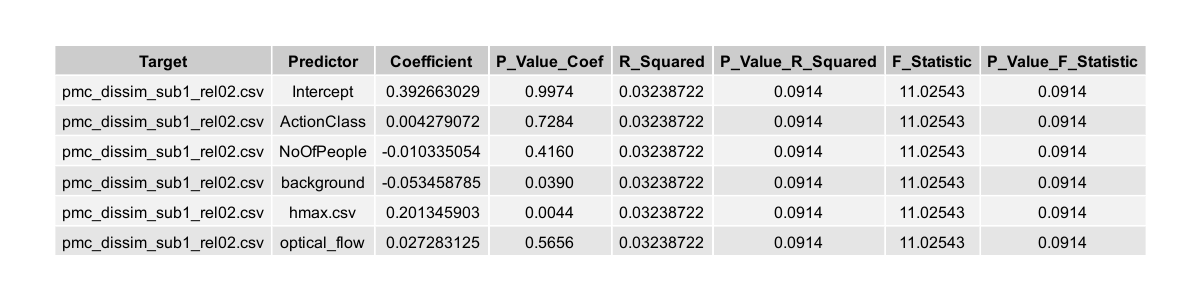 Target Predictor Coefficient P_Value_Coef R_Squared P_Value_R_Squared F_Statistic P_Value_F_Statistic
pmc_dissim_sub1_rel02.csv Intercept 0.392663029 0.9974 0.03238722 0.0914 11.02543 0.0914
pmc_dissim_sub1_rel02.csv ActionClass 0.004279072 0.7284 0.03238722 0.0914 11.02543 0.0914
pmc_dissim_sub1_rel02.csv NoOfPeople -0.010335054 0.4160 0.03238722 0.0914 11.02543 0.0914
pmc_dissim_sub1_rel02.csv background -0.053458785 0.0390 0.03238722 0.0914 11.02543 0.0914
pmc_dissim_sub1_rel02.csv hmax.csv 0.201345903 0.0044 0.03238722 0.0914 11.02543 0.0914
pmc_dissim_sub1_rel02.csv optical_flow 0.027283125 0.5656 0.03238722 0.0914 11.02543 0.0914